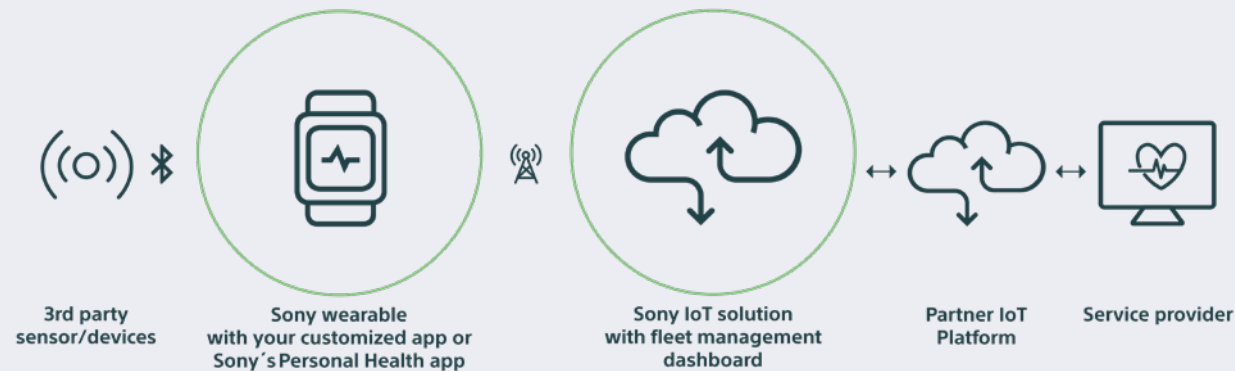 3rd party
sensor/devices
Sony wearable
with your customized app or
Sony´s Personal Health app
Sony IoT solution
with fleet management
dashboard
Partner IoT
Platform
Service provider